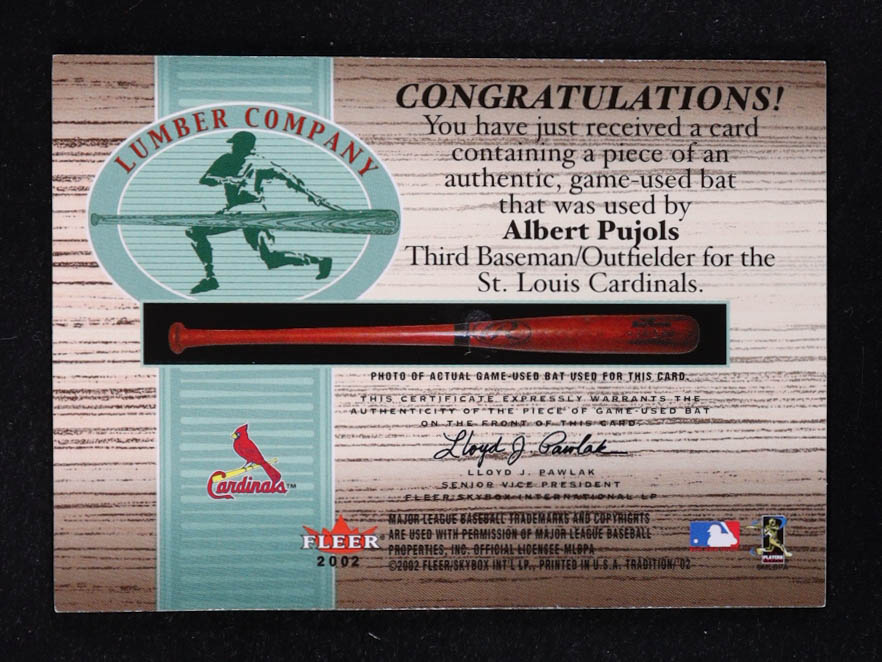 LUMBER COMPANY
CONGRATULATIONS!
You have just received a card
containing a piece of an
authentic, game-used bat
that was used by
Albert Pujols
Third Baseman/Outfielder for the
St. Louis Cardinals.
PHOTO OF ACTUAL GAME-USED BAT USED FOR THIS CARD.
THIS CERTIFICATE EXPRESSLY WARRANTS THE
AUTHENTICITY OF THE PIECE OF GAME-USED BAT
ON THE FRONT OF THIS CARD.
Lloyd J. Pawlak
LLOYD J. PAWLAK
SENIOR VICE PRESIDENT
FLEER/SKYBOX INTERNATIONAL LP
Cardinals™
FLEER®
2002
MAJOR LEAGUE BASEBALL TRADEMARKS AND COPYRIGHTS
ARE USED WITH PERMISSION OF MAJOR LEAGUE BASEBALL
PROPERTIES, INC. OFFICIAL LICENSEE MLBPA
©2002 FLEER/SKYBOX INT'L LP., PRINTED IN U.S.A. TRADITION/'02
PLAYERS